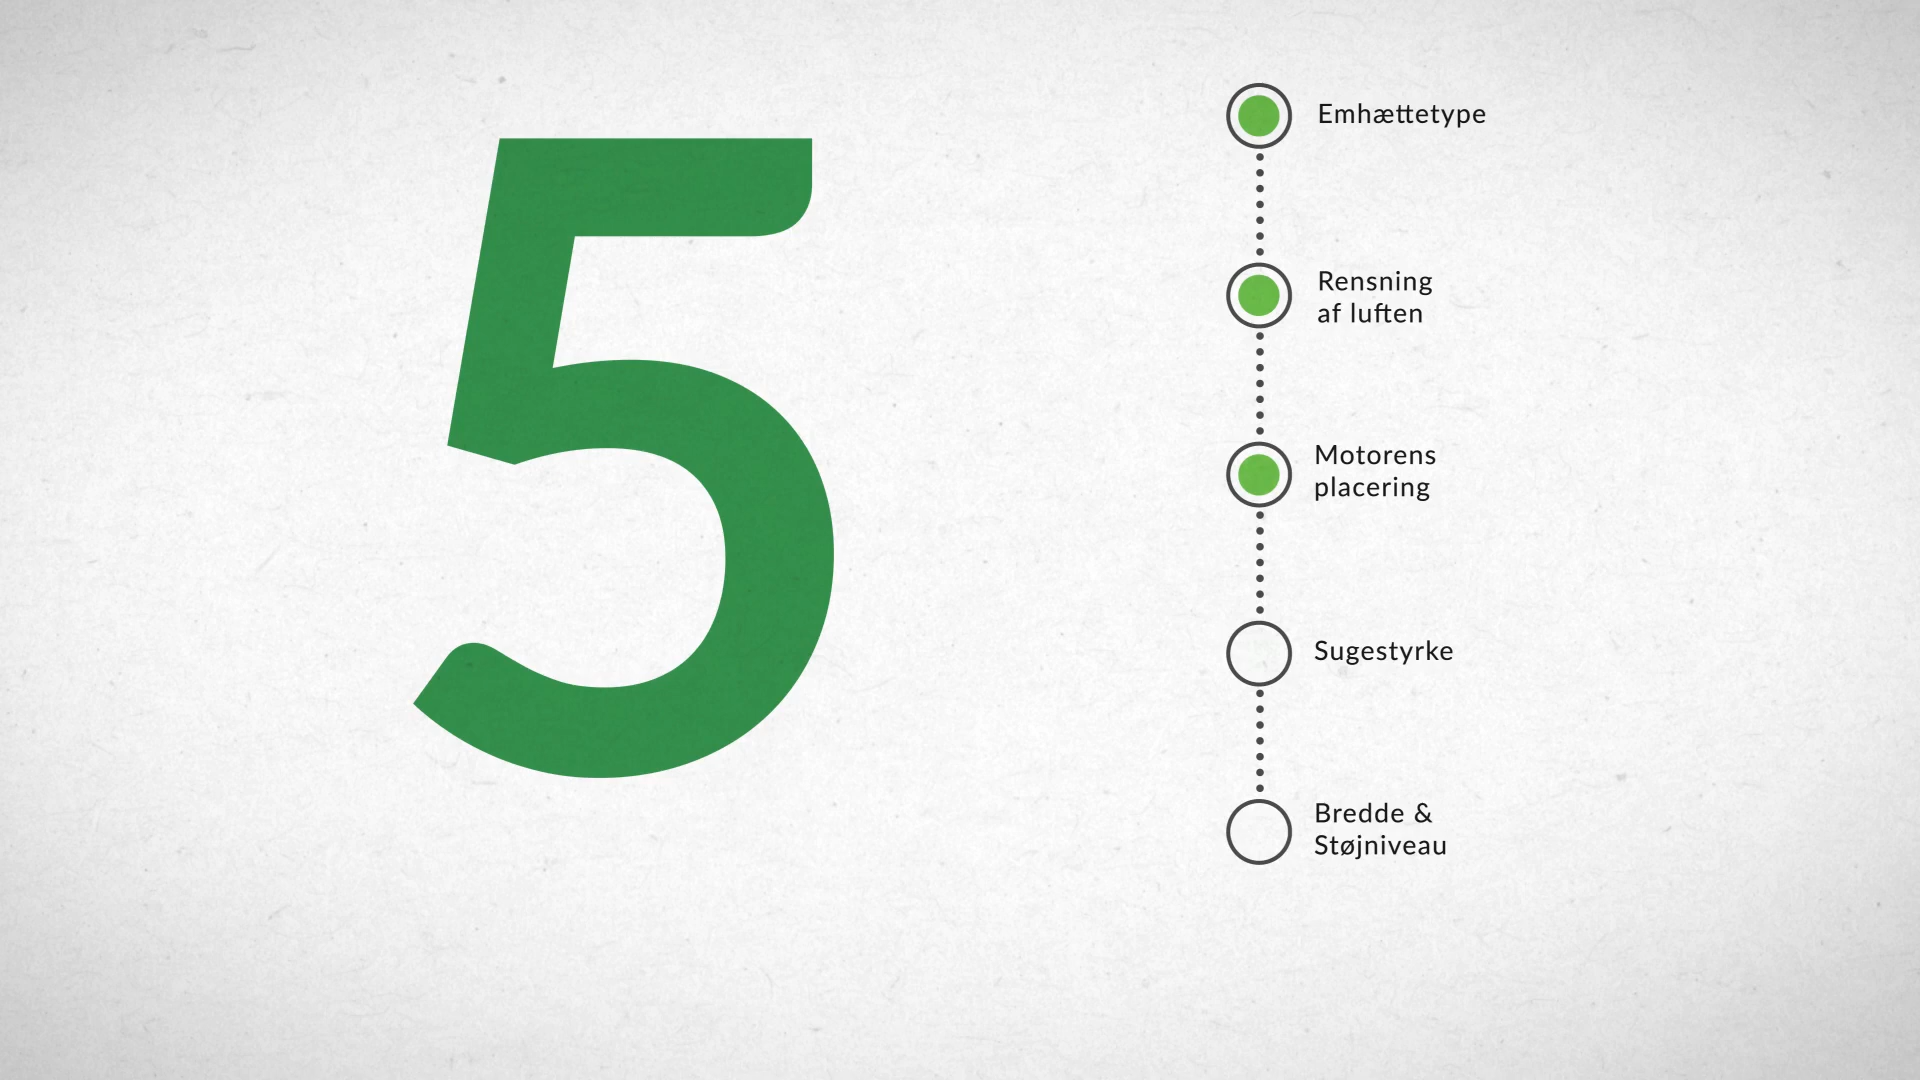 5
Emhættetype
Rensning
af luften
Motorens
placering
Sugestyrke
Bredde &
Støjniveau